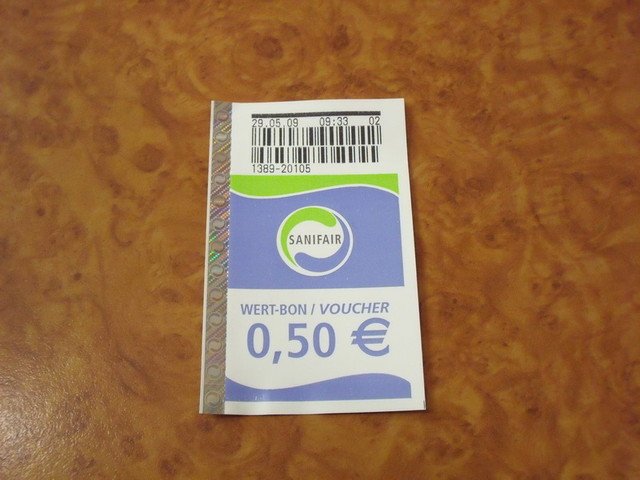 29.05.09 09:33 02
1389-20105
SANIFAIR
WERT-BON / VOUCHER
0,50 €